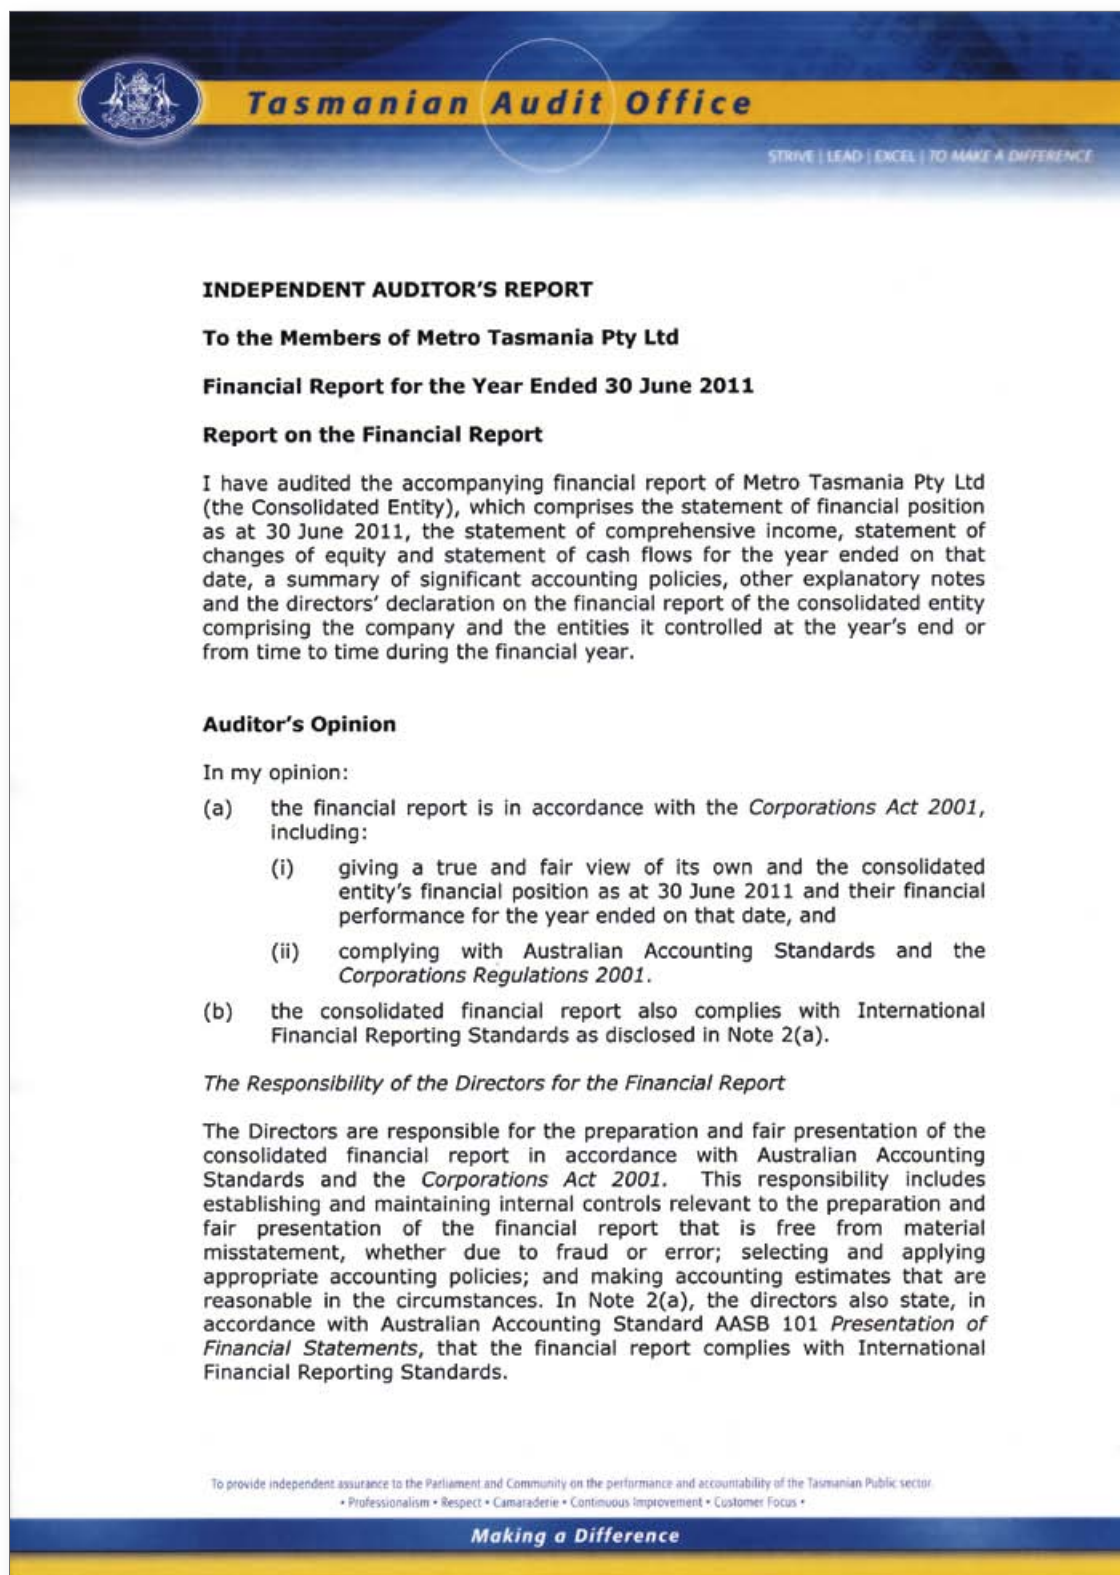 Tasmanian Audit Office
STRIVE | LEAD | EXCEL | TO MAKE A DIFFERENCE
INDEPENDENT AUDITOR'S REPORT
To the Members of Metro Tasmania Pty Ltd
Financial Report for the Year Ended 30 June 2011
Report on the Financial Report
I have audited the accompanying financial report of Metro Tasmania Pty Ltd
(the Consolidated Entity), which comprises the statement of financial position
as at 30 June 2011, the statement of comprehensive income, statement of
changes of equity and statement of cash flows for the year ended on that
date, a summary of significant accounting policies, other explanatory notes
and the directors' declaration on the financial report of the consolidated entity
comprising the company and the entities it controlled at the year's end or
from time to time during the financial year.
Auditor's Opinion
In my opinion:
(a) the financial report is in accordance with the Corporations Act 2001,
including:
(i) giving a true and fair view of its own and the consolidated
entity's financial position as at 30 June 2011 and their financial
performance for the year ended on that date, and
(ii) complying with Australian Accounting Standards and the
Corporations Regulations 2001.
(b) the consolidated financial report also complies with International
Financial Reporting Standards as disclosed in Note 2(a).
The Responsibility of the Directors for the Financial Report
The Directors are responsible for the preparation and fair presentation of the
consolidated financial report in accordance with Australian Accounting
Standards and the Corporations Act 2001. This responsibility includes
establishing and maintaining internal controls relevant to the preparation and
fair presentation of the financial report that is free from material
misstatement, whether due to fraud or error; selecting and applying
appropriate accounting policies; and making accounting estimates that are
reasonable in the circumstances. In Note 2(a), the directors also state, in
accordance with Australian Accounting Standard AASB 101 Presentation of
Financial Statements, that the financial report complies with International
Financial Reporting Standards.
To provide independent assurance to the Parliament and Community on the performance and accountability of the Tasmanian Public sector.
• Professionalism • Respect • Camaraderie • Continuous Improvement • Customer Focus •
Making a Difference